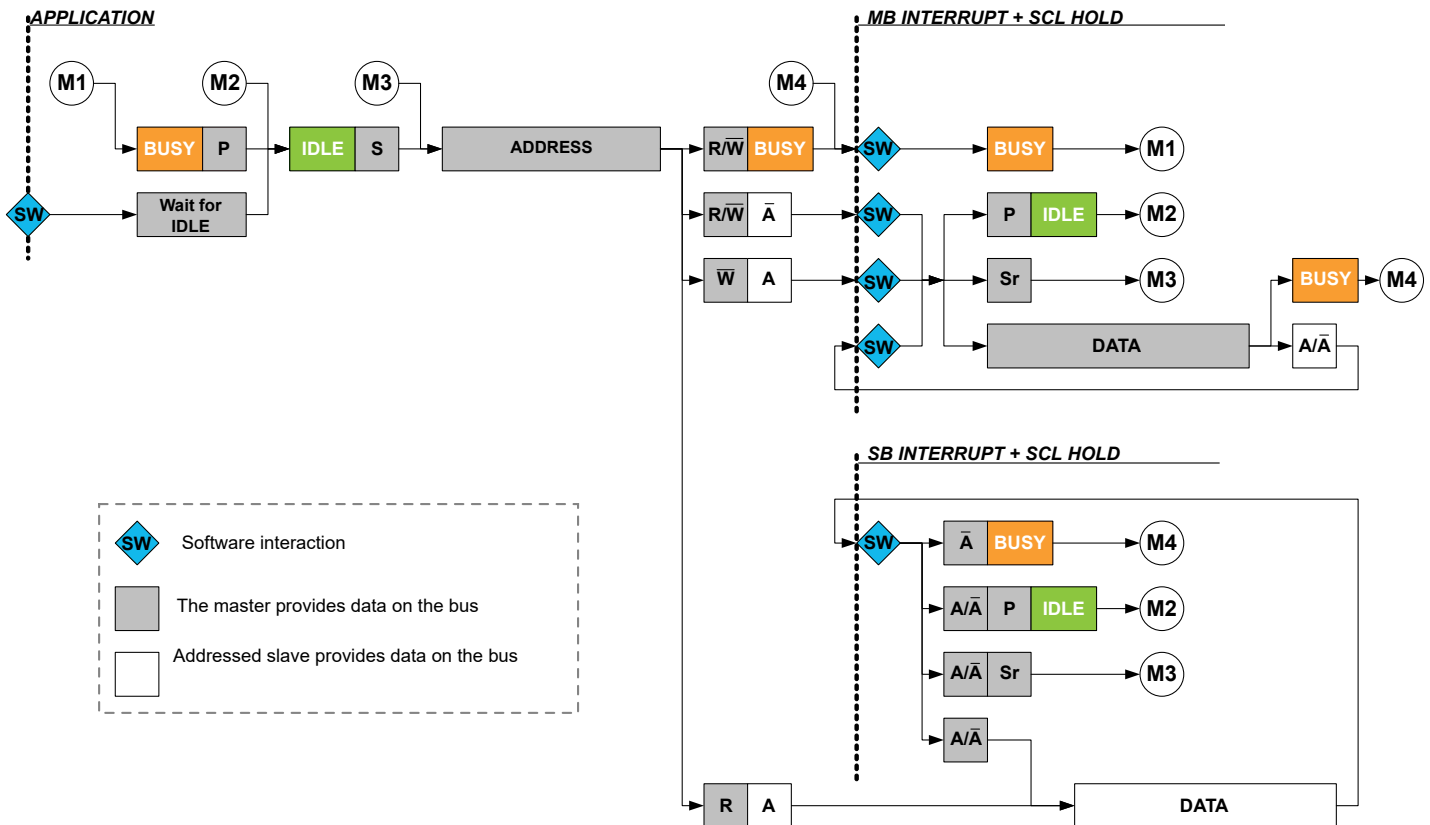 APPLICATION
MB INTERRUPT + SCL HOLD
M1
M2
M3
M4
BUSY P
IDLE S
ADDRESS
R/W̅ BUSY
SW
BUSY
M1
SW
Wait for
IDLE
R/W̅ A̅
SW
P IDLE
M2
W̅ A
SW
Sr
M3
BUSY
M4
SW
DATA
A/A̅
SB INTERRUPT + SCL HOLD
SW
A̅ BUSY
M4
A/A̅ P IDLE
M2
A/A̅ Sr
M3
A/A̅
R A
DATA
SW
Software interaction
The master provides data on the bus
Addressed slave provides data on the bus